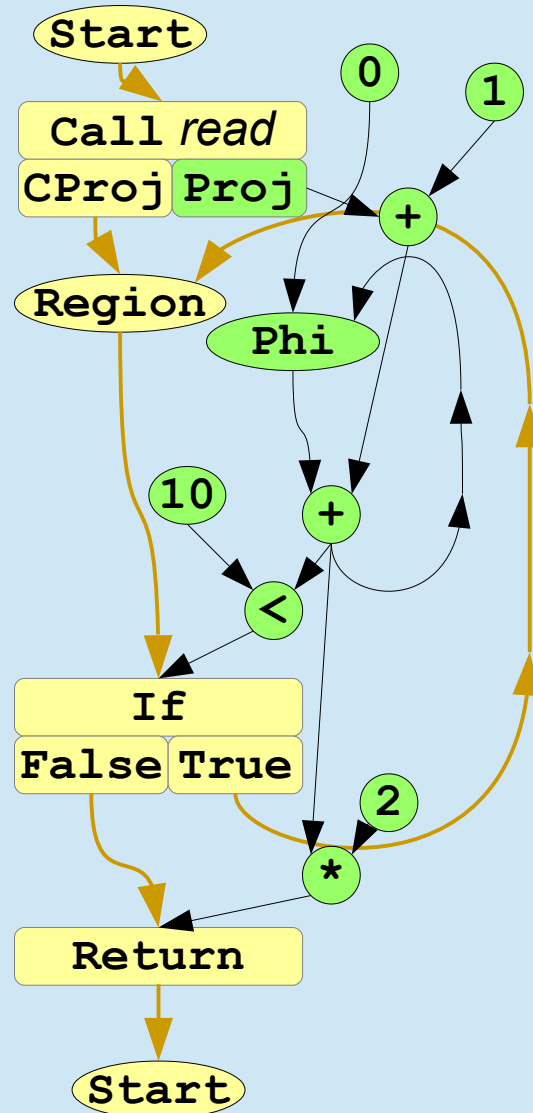 Start
0
1
Call read
CProj Proj
+
Region
Phi
10
+
<
If
False True
2
*
Return
Start